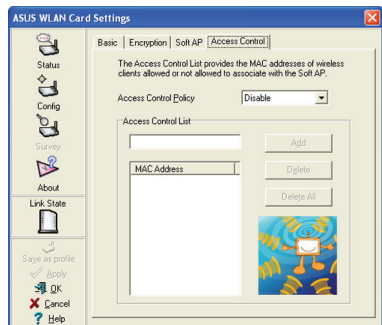 ASUS WLAN Card Settings
Status
Config
Survey
About
Link State
Save as profile
Apply
OK
Cancel
Help
Basic
Encryption
Soft AP
Access Control
The Access Control List provides the MAC addresses of wireless
clients allowed or not allowed to associate with the Soft AP.
Access Control Policy
Disable
Access Control List
Add
MAC Address
Delete
Delete All